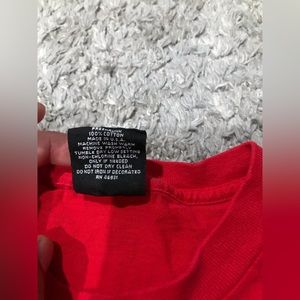 PRESHRUNK
100% COTTON
MADE IN U.S.A.
MACHINE WASH WARM
REMOVE PROMPTLY
TUMBLE DRY LOW SETTING
NON-CHLORINE BLEACH,
ONLY IF NEEDED
DO NOT DRY CLEAN
DO NOT IRON IF DECORATED